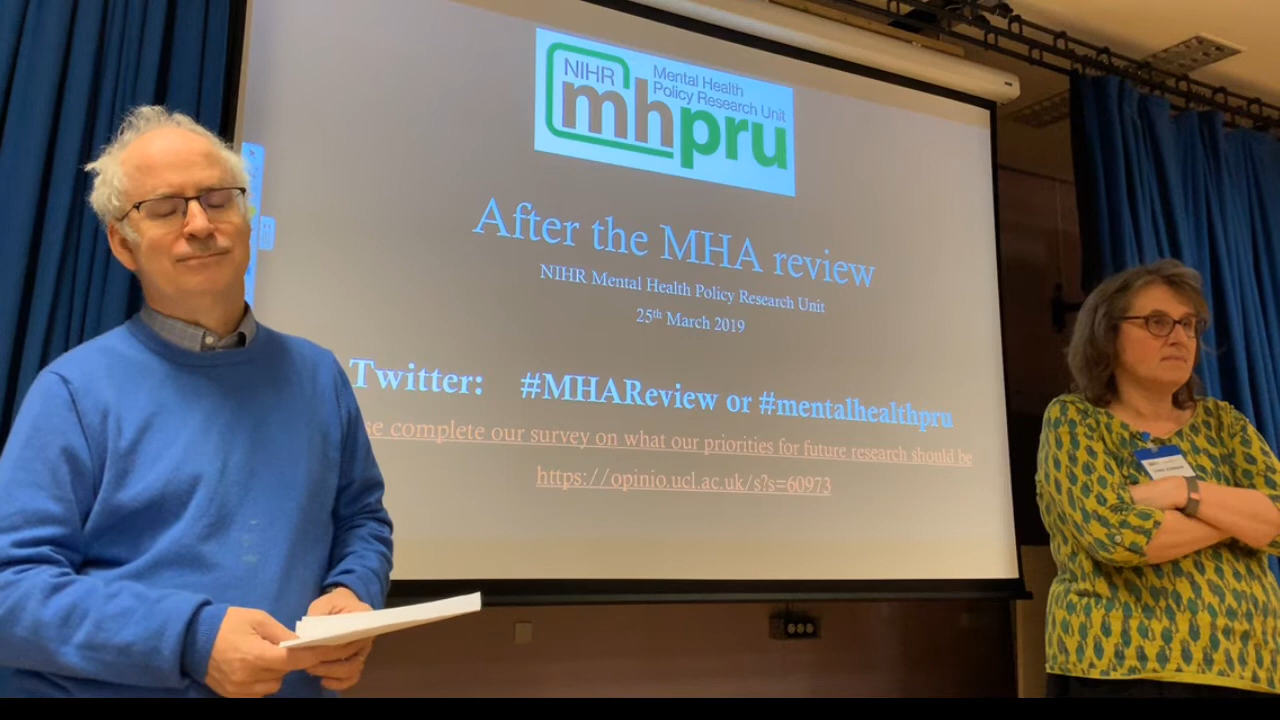 NIHR
Mental Health
Policy Research Unit
mhpru
After the MHA review
NIHR Mental Health Policy Research Unit
25th March 2019
Twitter: #MHAReview or #mentalhealthpru
complete our survey on what our priorities for future research should be
https://opinio.ucl.ac.uk/s?s=60973